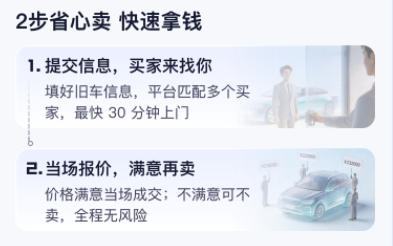 2步省心卖 快速拿钱
1. 提交信息，买家来找你
填好旧车信息，平台匹配多个买
家，最快 30 分钟上门
2. 当场报价，满意再卖
价格满意当场成交；不满意可不
卖，全程无风险